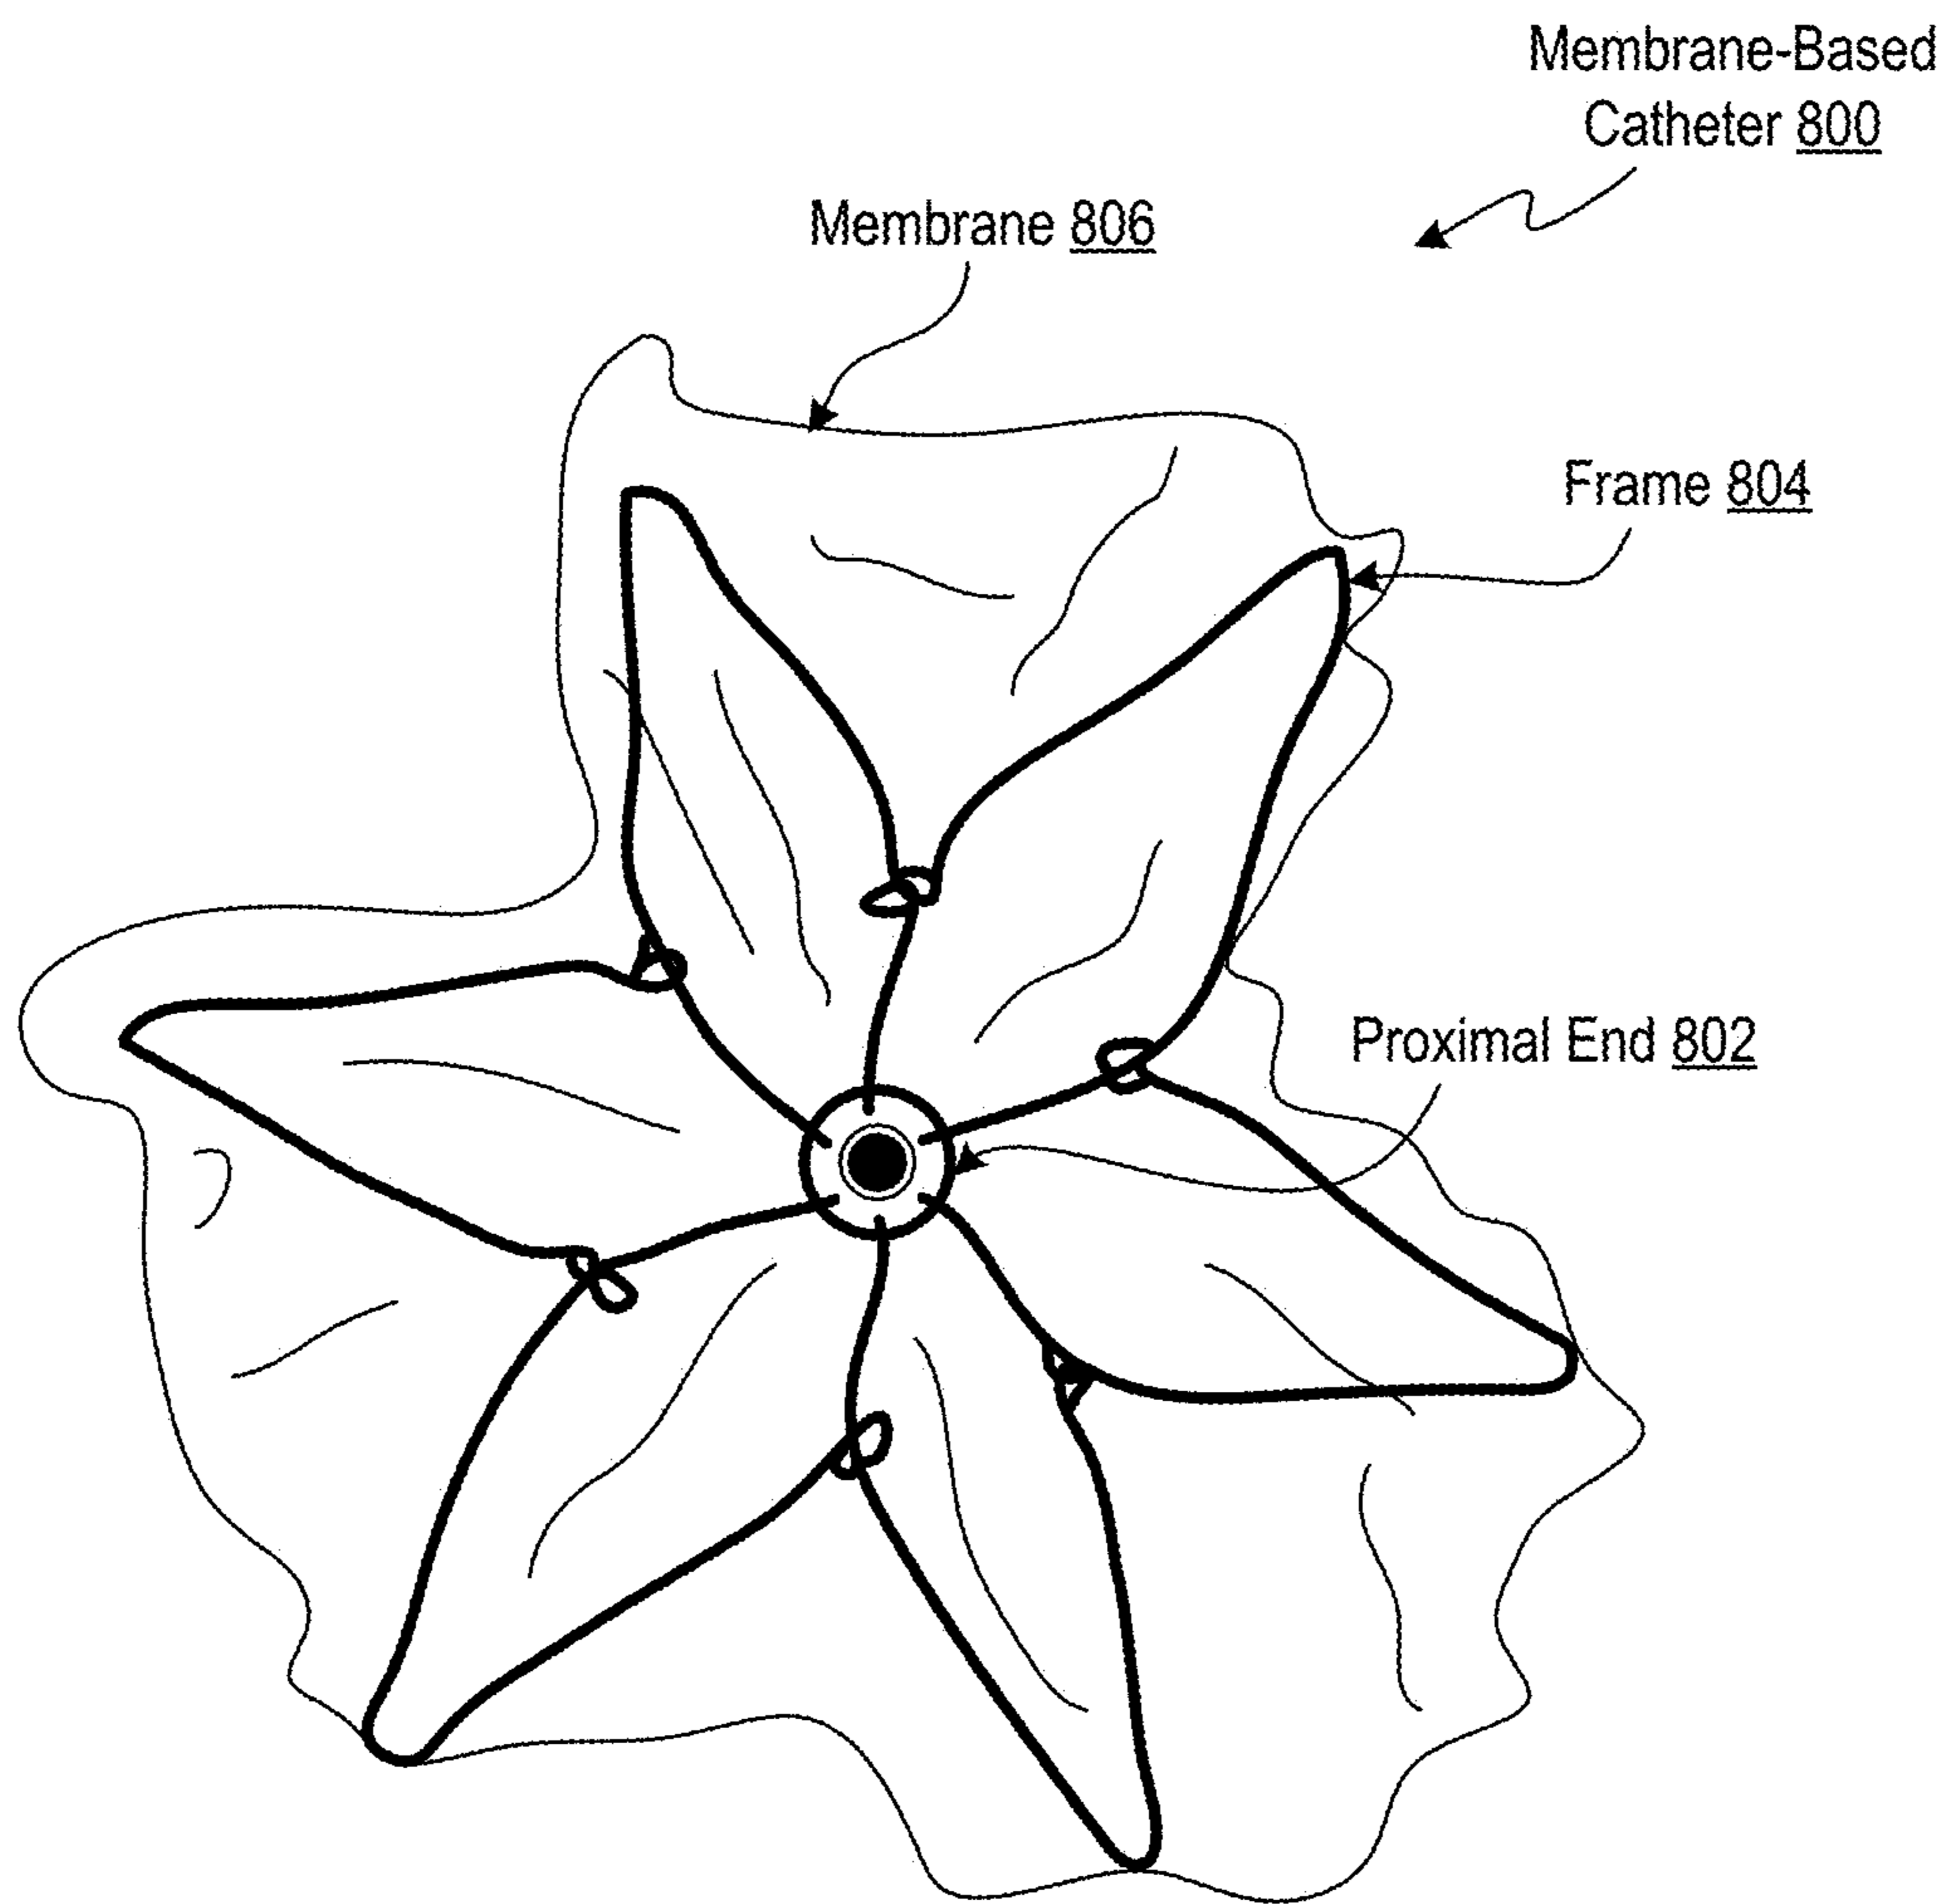 Membrane-Based
Catheter 800
Membrane 806
Frame 804
Proximal End 802